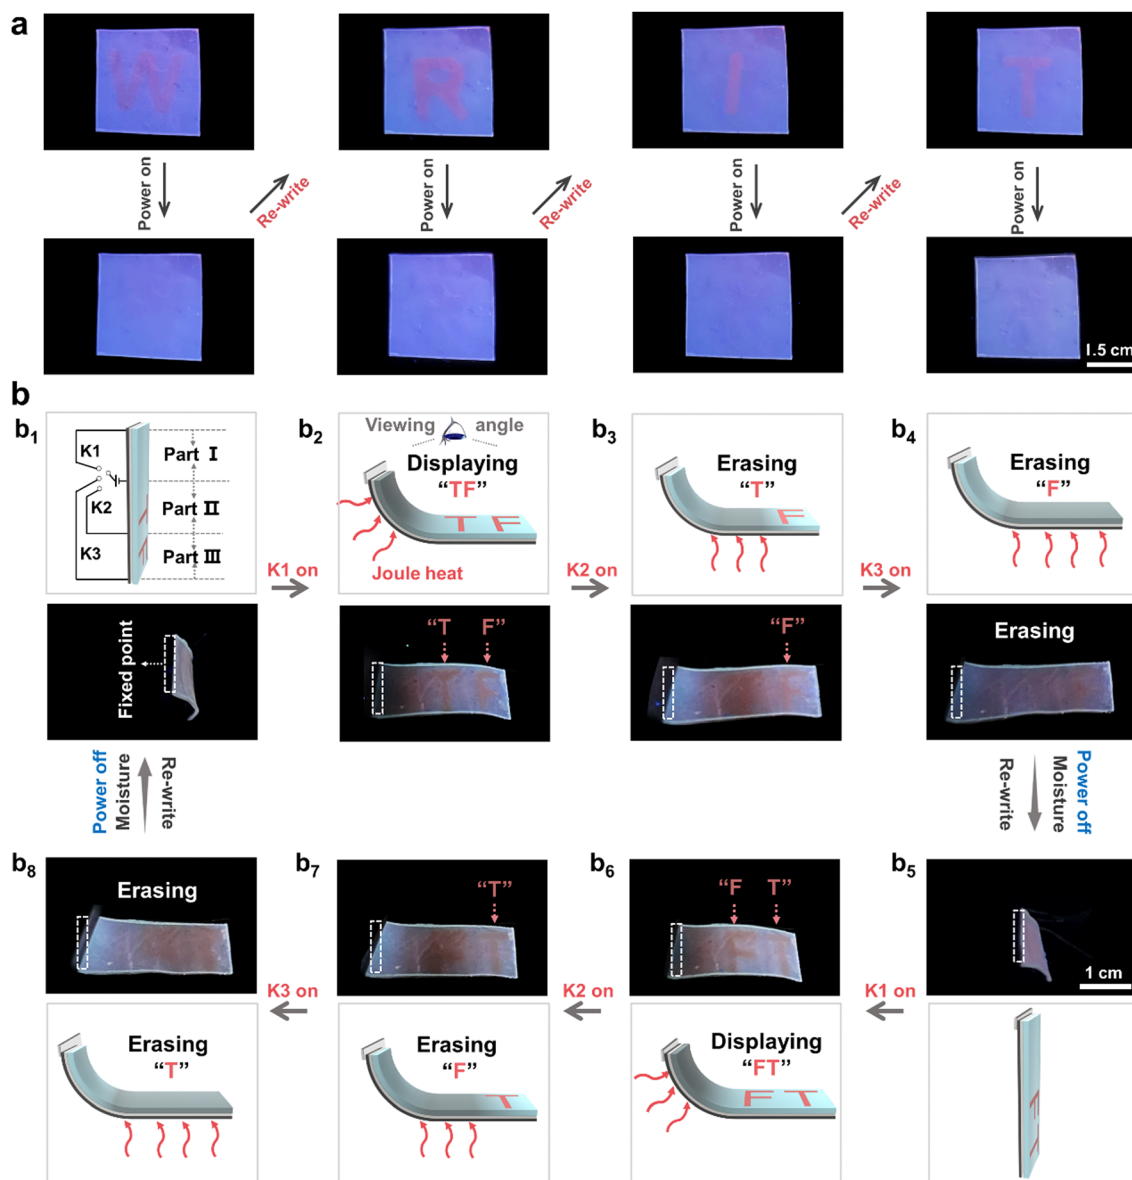 a
W
R
I
T
Power on
Re-write
Power on
Re-write
Power on
Re-write
Power on
1.5 cm
b
b1
K1
K2
K3
Part Ⅰ
Part Ⅱ
Part Ⅲ
TF
K1 on
b2
Viewing angle
Displaying
“TF”
T F
Joule heat
K2 on
b3
Erasing
“T”
F
K3 on
b4
Erasing
“F”
Fixed point
“T F”
“F”
Erasing
Power off
Moisture
Re-write
Re-write
Moisture
Power off
b8
Erasing
b7
“T”
b6
“F T”
b5
1 cm
K3 on
K2 on
K1 on
Erasing
“T”
Erasing
“F”
T
Displaying
“FT”
F T
FT